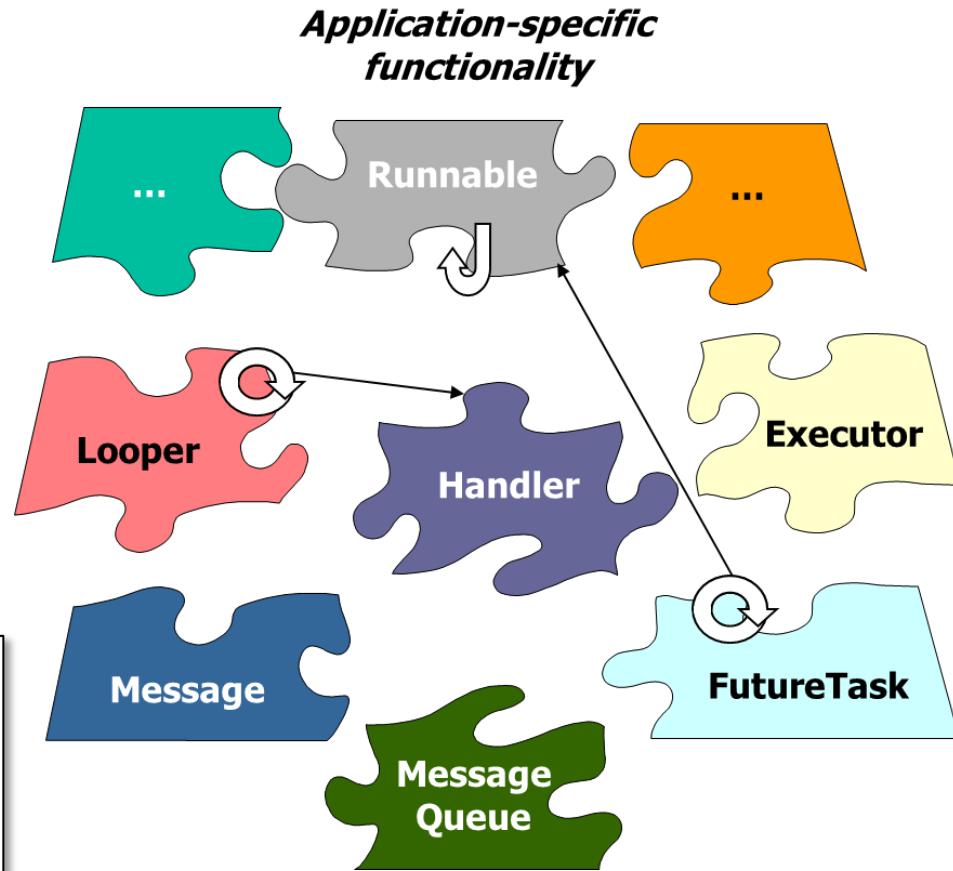 Application-specific
functionality
...
Runnable
...
Looper
Handler
Executor
Message
FutureTask
Message
Queue